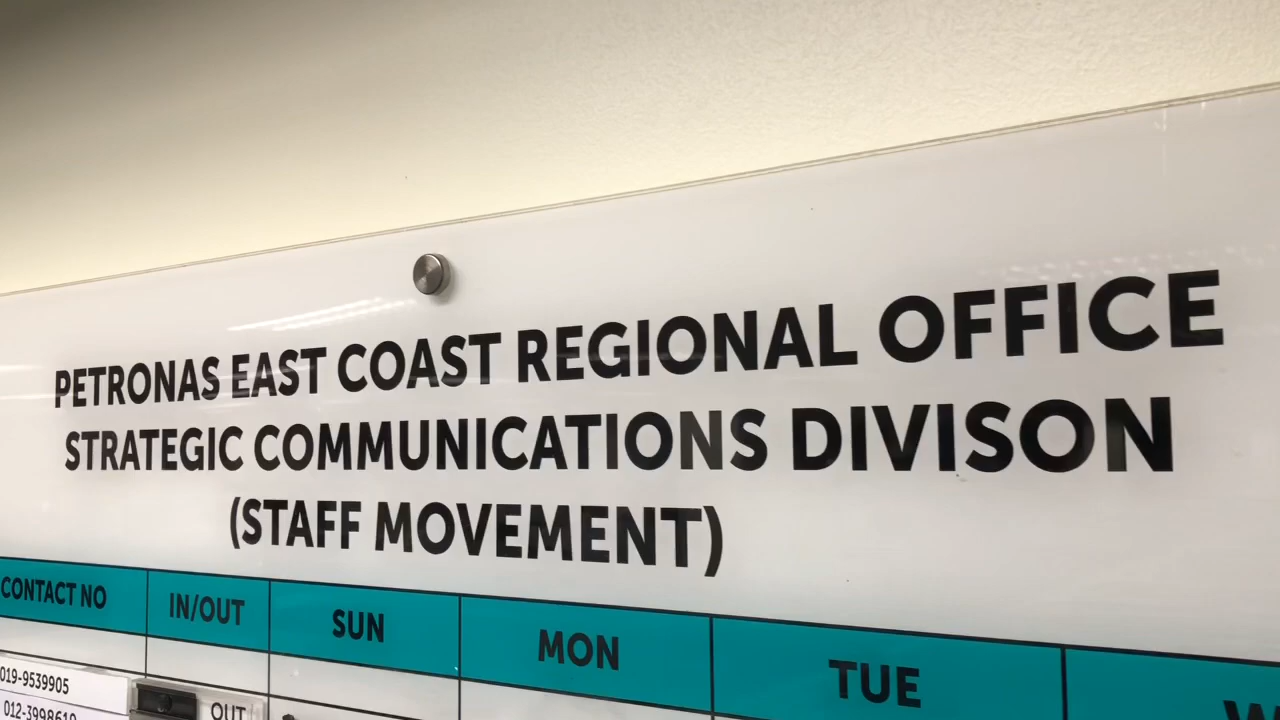 PETRONAS EAST COAST REGIONAL OFFICE
STRATEGIC COMMUNICATIONS DIVISON
(STAFF MOVEMENT)
CONTACT NO IN/OUT SUN MON TUE
019-9539905
OUT